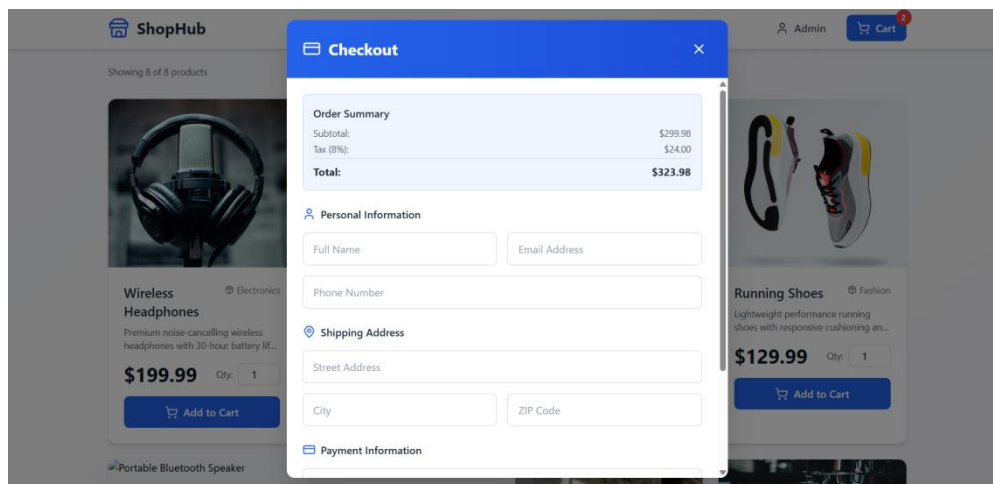 ShopHub
Admin
2
Cart
Showing 8 of 8 products
Checkout
Order Summary
Subtotal: $299.98
Tax (8%): $24.00
Total: $323.98
Personal Information
Full Name
Email Address
Phone Number
Shipping Address
Street Address
City
ZIP Code
Payment Information
Wireless
Headphones
Electronics
Premium noise-cancelling wireless
headphones with 30-hour battery lif...
$199.99 Qty: 1
Add to Cart
Running Shoes
Fashion
Lightweight performance running
shoes with responsive cushioning an...
$129.99 Qty: 1
Add to Cart
Portable Bluetooth Speaker